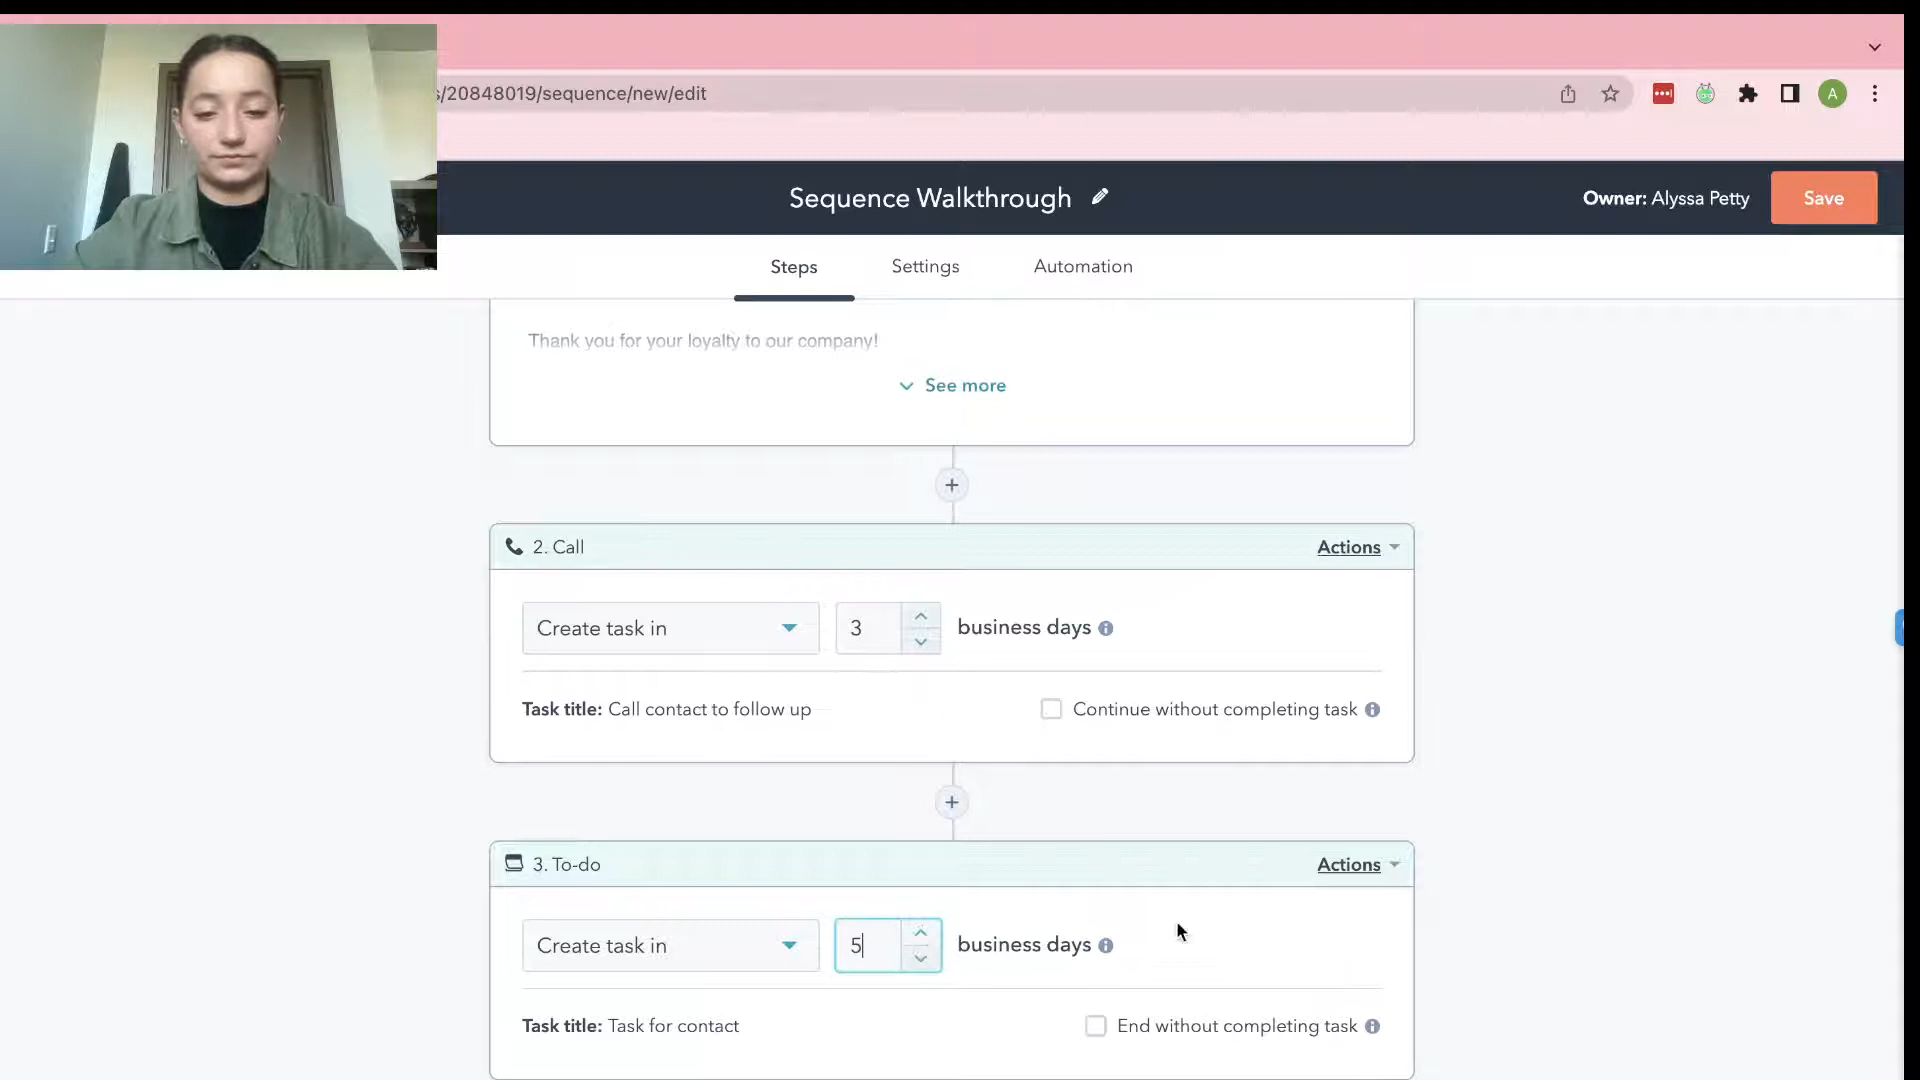 s/20848019/sequence/new/edit
A
Sequence Walkthrough
Owner: Alyssa Petty
Save
Steps
Settings
Automation
Thank you for your loyalty to our company!
See more
2. Call
Actions
Create task in
3
business days
Task title: Call contact to follow up
Continue without completing task
3. To-do
Actions
Create task in
5
business days
Task title: Task for contact
End without completing task